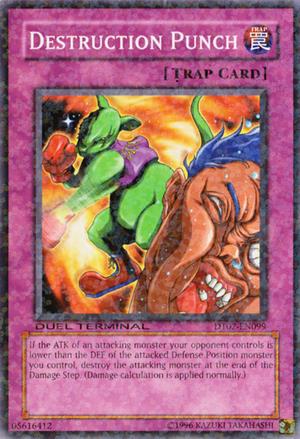 DESTRUCTION PUNCH
TRAP
罠
[TRAP CARD]
DUEL TERMINAL
DT02-EN099
If the ATK of an attacking monster your opponent controls is
lower than the DEF of the attacked Defense Position monster
you control, destroy the attacking monster at the end of the
Damage Step. (Damage calculation is applied normally.)
05616412
©1996 KAZUKI TAKAHASHI